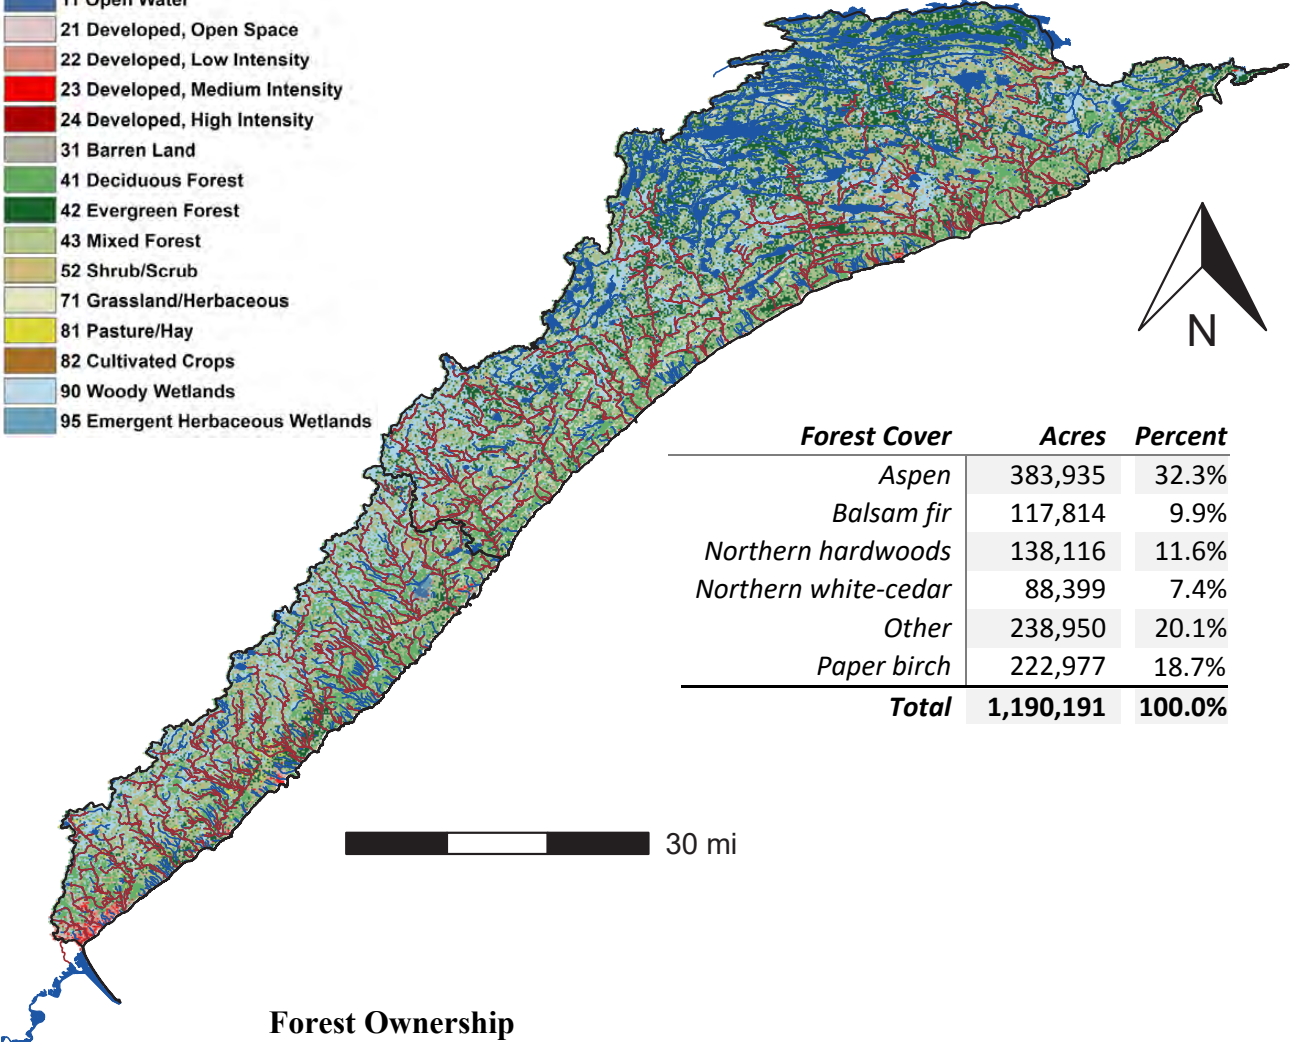 11 Open Water
21 Developed, Open Space
22 Developed, Low Intensity
23 Developed, Medium Intensity
24 Developed, High Intensity
31 Barren Land
41 Deciduous Forest
42 Evergreen Forest
43 Mixed Forest
52 Shrub/Scrub
71 Grassland/Herbaceous
81 Pasture/Hay
82 Cultivated Crops
90 Woody Wetlands
95 Emergent Herbaceous Wetlands
N
Forest Cover Acres Percent
Aspen 383,935 32.3%
Balsam fir 117,814 9.9%
Northern hardwoods 138,116 11.6%
Northern white-cedar 88,399 7.4%
Other 238,950 20.1%
Paper birch 222,977 18.7%
Total 1,190,191 100.0%
30 mi
Forest Ownership